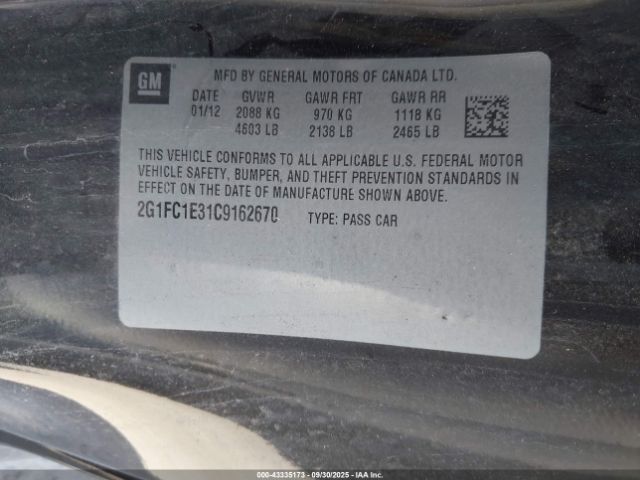 GM
MFD BY GENERAL MOTORS OF CANADA LTD.
DATE GVWR GAWR FRT GAWR RR
01/12 2088 KG 970 KG 1118 KG
4603 LB 2138 LB 2465 LB
THIS VEHICLE CONFORMS TO ALL APPLICABLE U.S. FEDERAL MOTOR
VEHICLE SAFETY, BUMPER, AND THEFT PREVENTION STANDARDS IN
EFFECT ON THE DATE OF MANUFACTURE SHOWN ABOVE.
2G1FC1E31C9162670 TYPE: PASS CAR
000-43335173 - 09/30/2025 - IAA Inc.